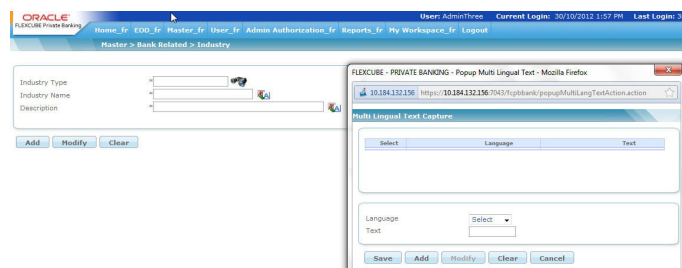 ORACLE
FLEXCUBE Private Banking
User: AdminThree Current Login: 30/10/2012 1:57 PM Last Login: 3
Home_fr EOD_fr Master_fr User_fr Admin Authorization_fr Reports_fr My Workspace_fr Logout
Master > Bank Related > Industry
Industry Type *
Industry Name *
Description *
Add Modify Clear
FLEXCUBE - PRIVATE BANKING - Popup Multi Lingual Text - Mozilla Firefox
10.184.132.156 https://10.184.132.156:7043/fcpbbank/popupMultiLangTextAction.action
Multi Lingual Text Capture
Select Language Text
Language Select
Text
Save Add Modify Clear Cancel